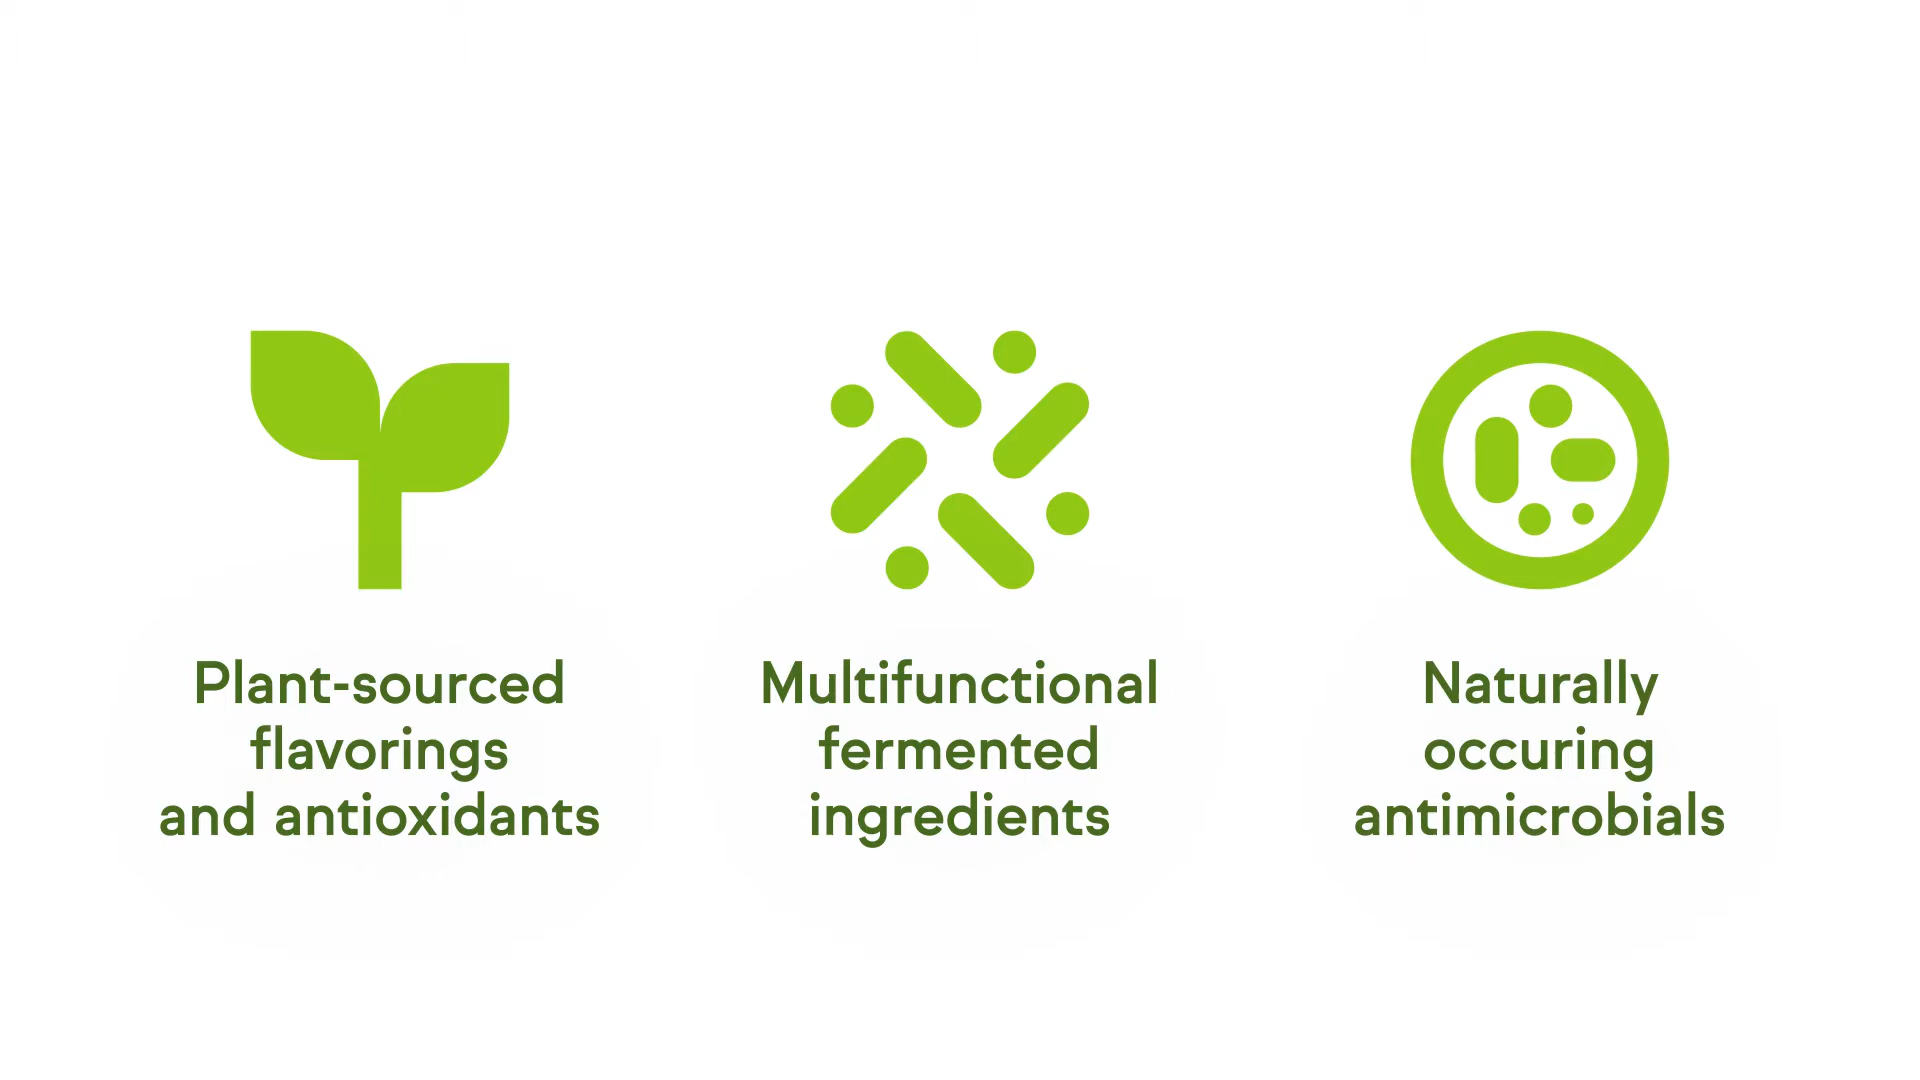 Plant-sourced
flavorings
and antioxidants
Multifunctional
fermented
ingredients
Naturally
occuring
antimicrobials